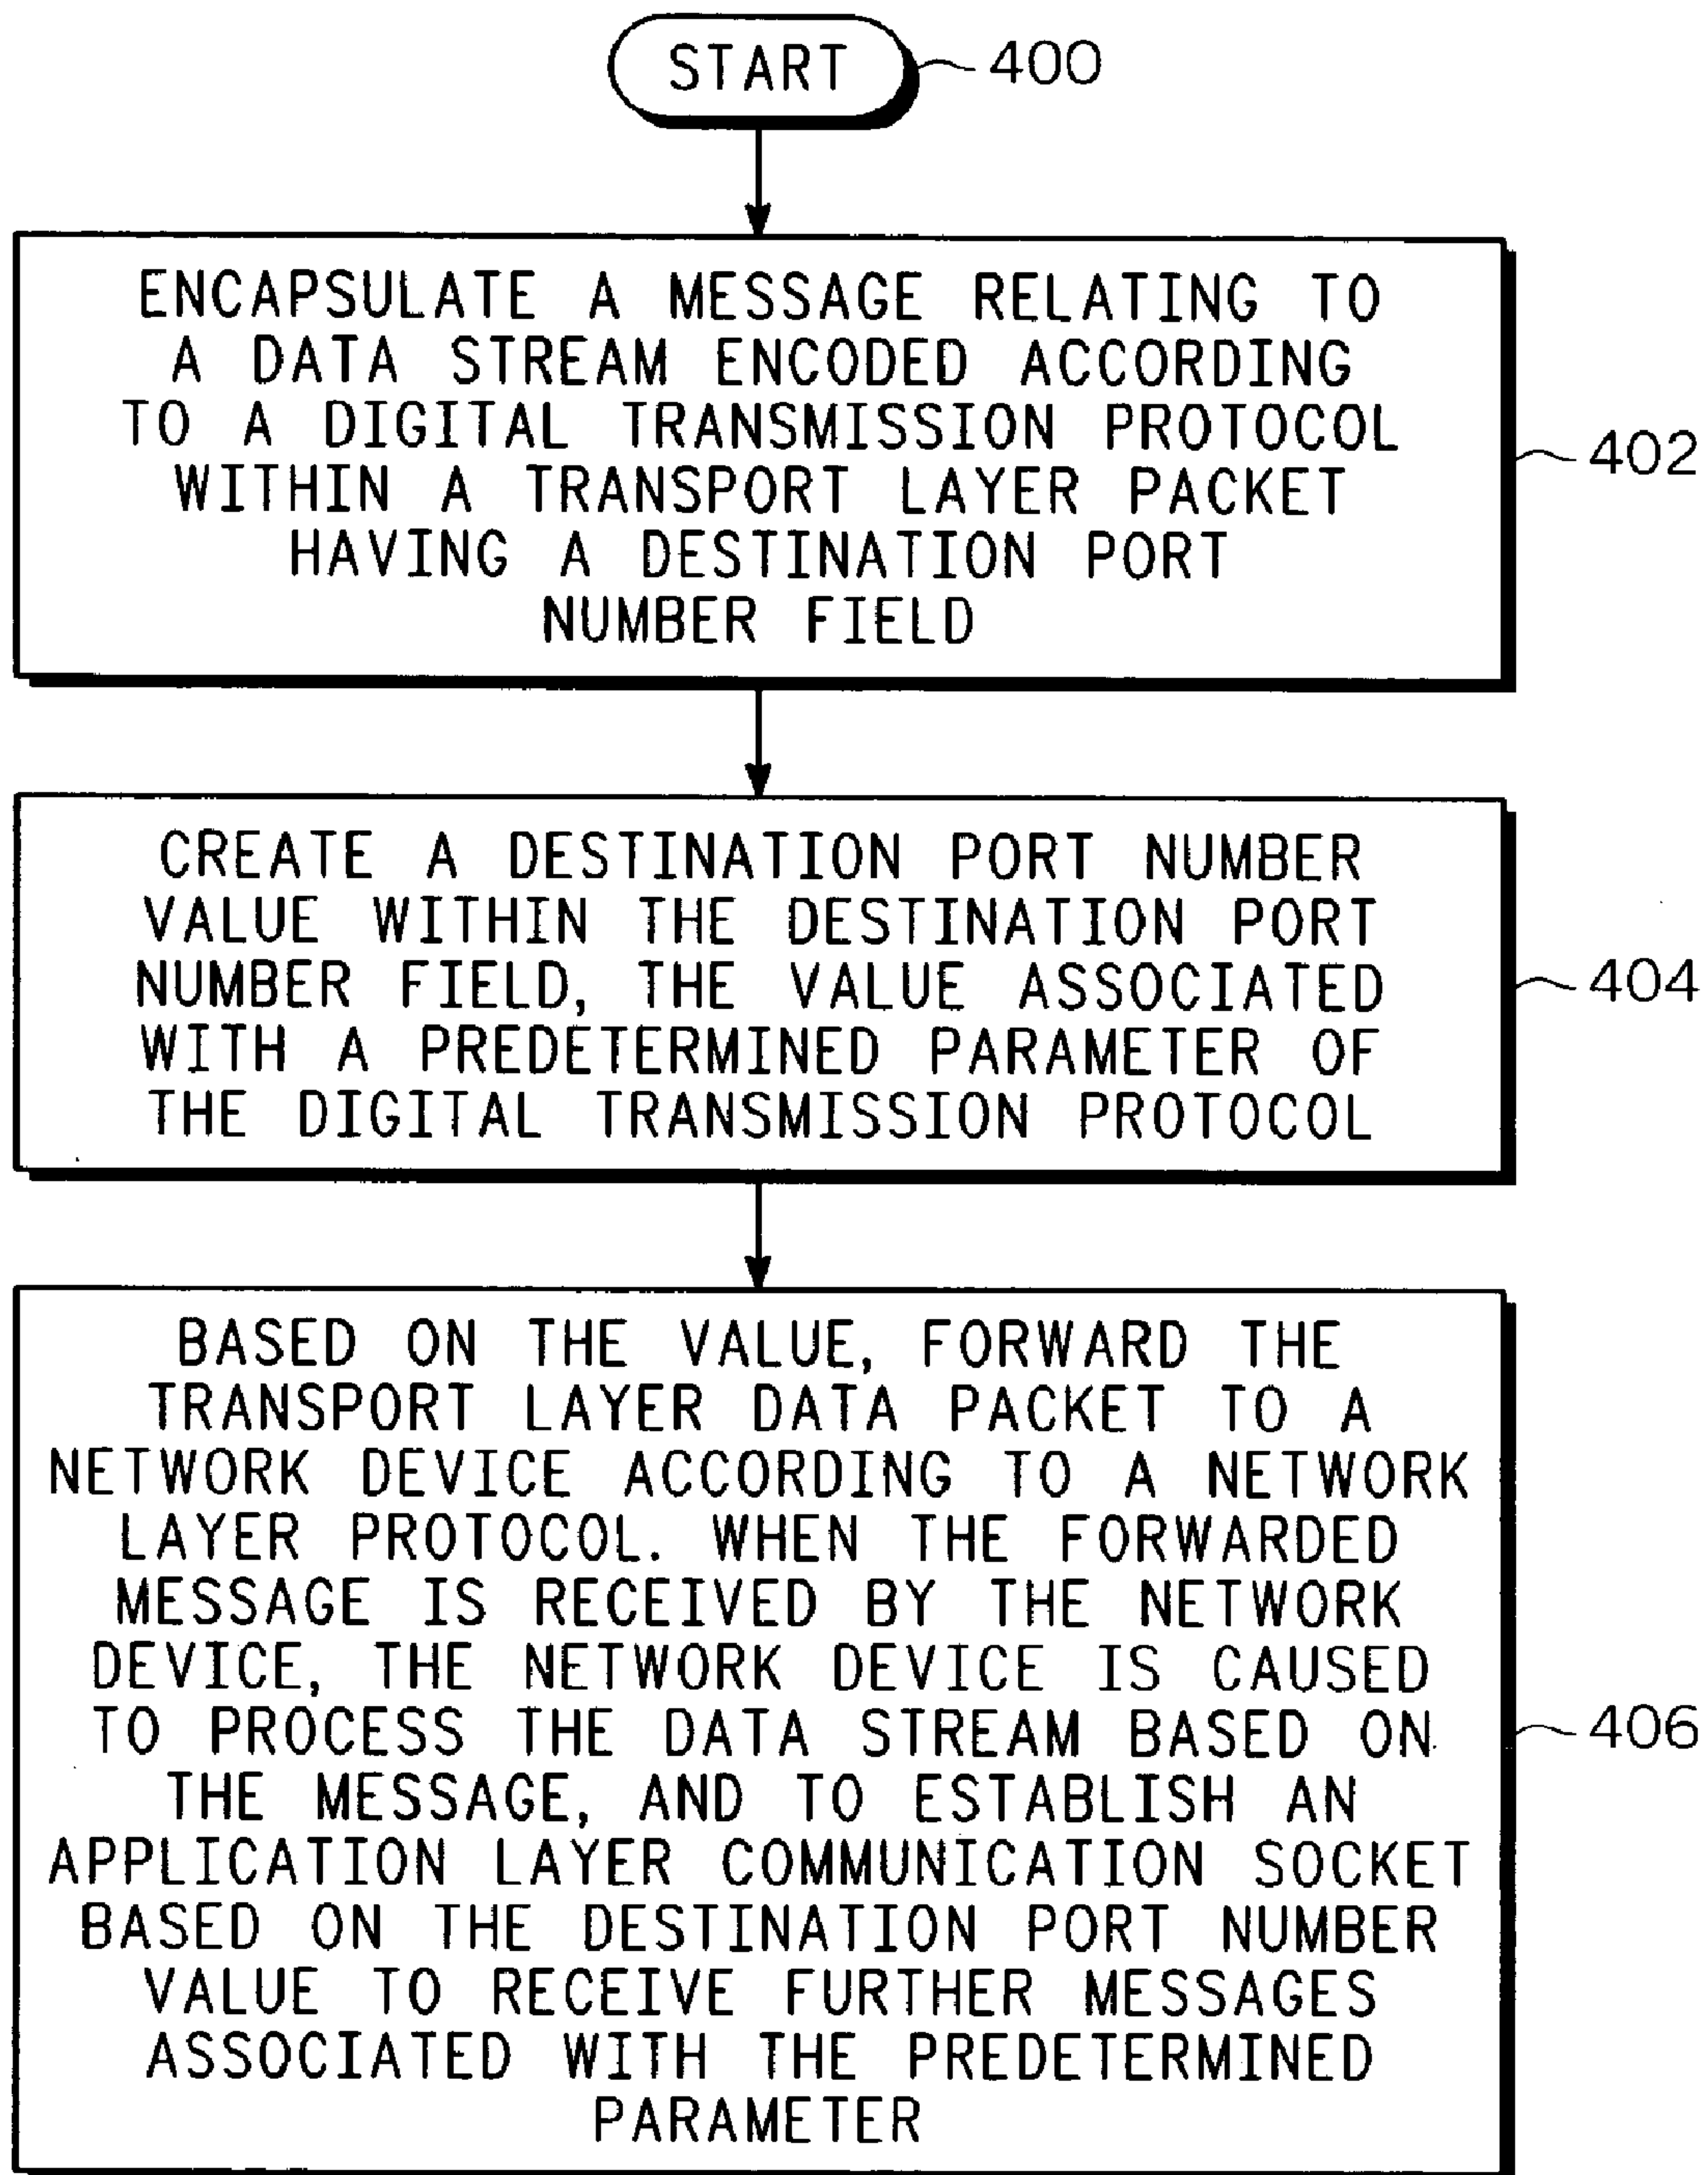 START
400
ENCAPSULATE A MESSAGE RELATING TO
A DATA STREAM ENCODED ACCORDING
TO A DIGITAL TRANSMISSION PROTOCOL
WITHIN A TRANSPORT LAYER PACKET
HAVING A DESTINATION PORT
NUMBER FIELD
402
CREATE A DESTINATION PORT NUMBER
VALUE WITHIN THE DESTINATION PORT
NUMBER FIELD, THE VALUE ASSOCIATED
WITH A PREDETERMINED PARAMETER OF
THE DIGITAL TRANSMISSION PROTOCOL
404
BASED ON THE VALUE, FORWARD THE
TRANSPORT LAYER DATA PACKET TO A
NETWORK DEVICE ACCORDING TO A NETWORK
LAYER PROTOCOL. WHEN THE FORWARDED
MESSAGE IS RECEIVED BY THE NETWORK
DEVICE, THE NETWORK DEVICE IS CAUSED
TO PROCESS THE DATA STREAM BASED ON
THE MESSAGE, AND TO ESTABLISH AN
APPLICATION LAYER COMMUNICATION SOCKET
BASED ON THE DESTINATION PORT NUMBER
VALUE TO RECEIVE FURTHER MESSAGES
ASSOCIATED WITH THE PREDETERMINED
PARAMETER
406